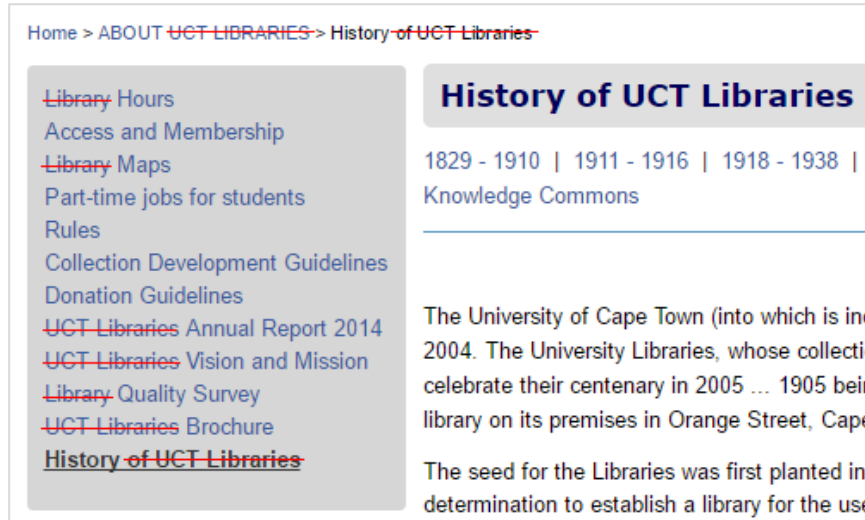 Home > ABOUT UCT LIBRARIES > History of UCT Libraries
Library Hours
Access and Membership
Library Maps
Part-time jobs for students
Rules
Collection Development Guidelines
Donation Guidelines
UCT Libraries Annual Report 2014
UCT Libraries Vision and Mission
Library Quality Survey
UCT Libraries Brochure
History of UCT Libraries
History of UCT Libraries
1829 - 1910 | 1911 - 1916 | 1918 - 1938 |
Knowledge Commons
The University of Cape Town (into which is
2004. The University Libraries, whose
celebrate their centenary in 2005 ... 1905
library on its premises in Orange Street,
The seed for the Libraries was first planted in
determination to establish a library for the